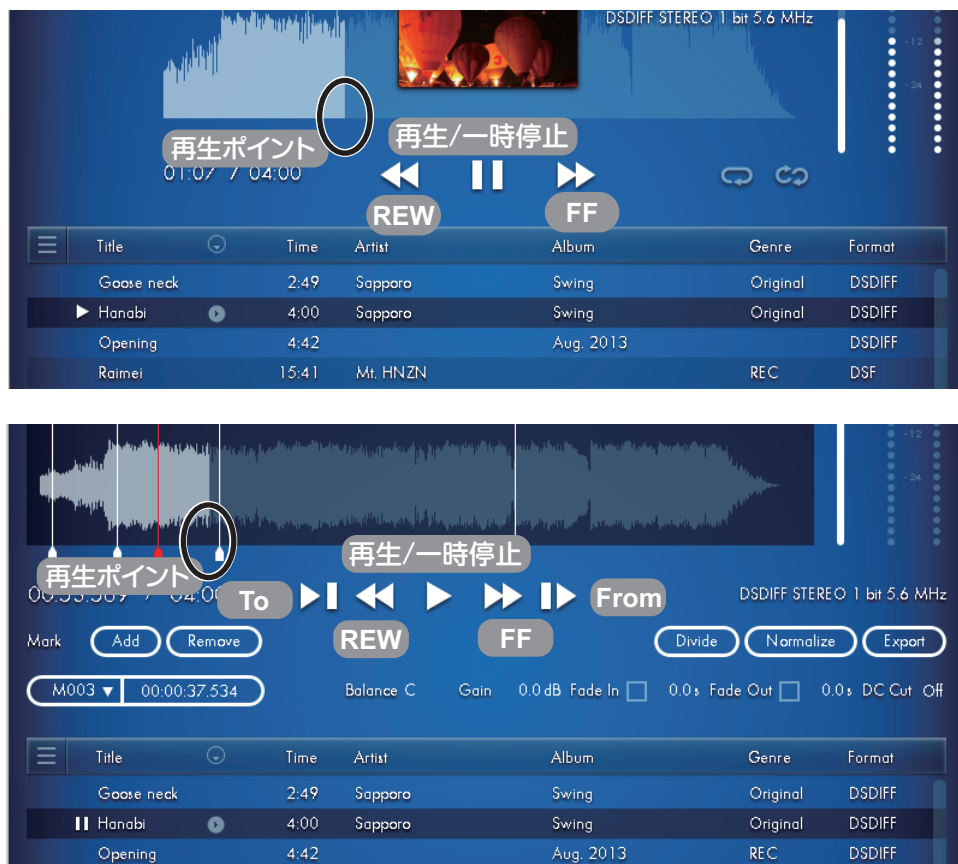 DSDIFF STEREO 1 bit 5.6 MHz
-12
-24
再生ポイント
再生/一時停止
01:07 / 04:00
REW
FF
Title Time Artist Album Genre Format
Goose neck 2:49 Sapporo Swing Original DSDIFF
Hanabi 4:00 Sapporo Swing Original DSDIFF
Opening 4:42 Aug. 2013 DSDIFF
Raimei 15:41 Mt. HNZN REC DSF
-12
-24
再生ポイント
再生/一時停止
To
From
DSDIFF STEREO 1 bit 5.6 MHz
REW
FF
Mark Add Remove
Divide Normalize Export
M003 00:00:37.534
Balance C Gain 0.0 dB Fade In 0.0 s Fade Out 0.0 s DC Cut Off
Title Time Artist Album Genre Format
Goose neck 2:49 Sapporo Swing Original DSDIFF
Hanabi 4:00 Sapporo Swing Original DSDIFF
Opening 4:42 Aug. 2013 REC DSDIFF